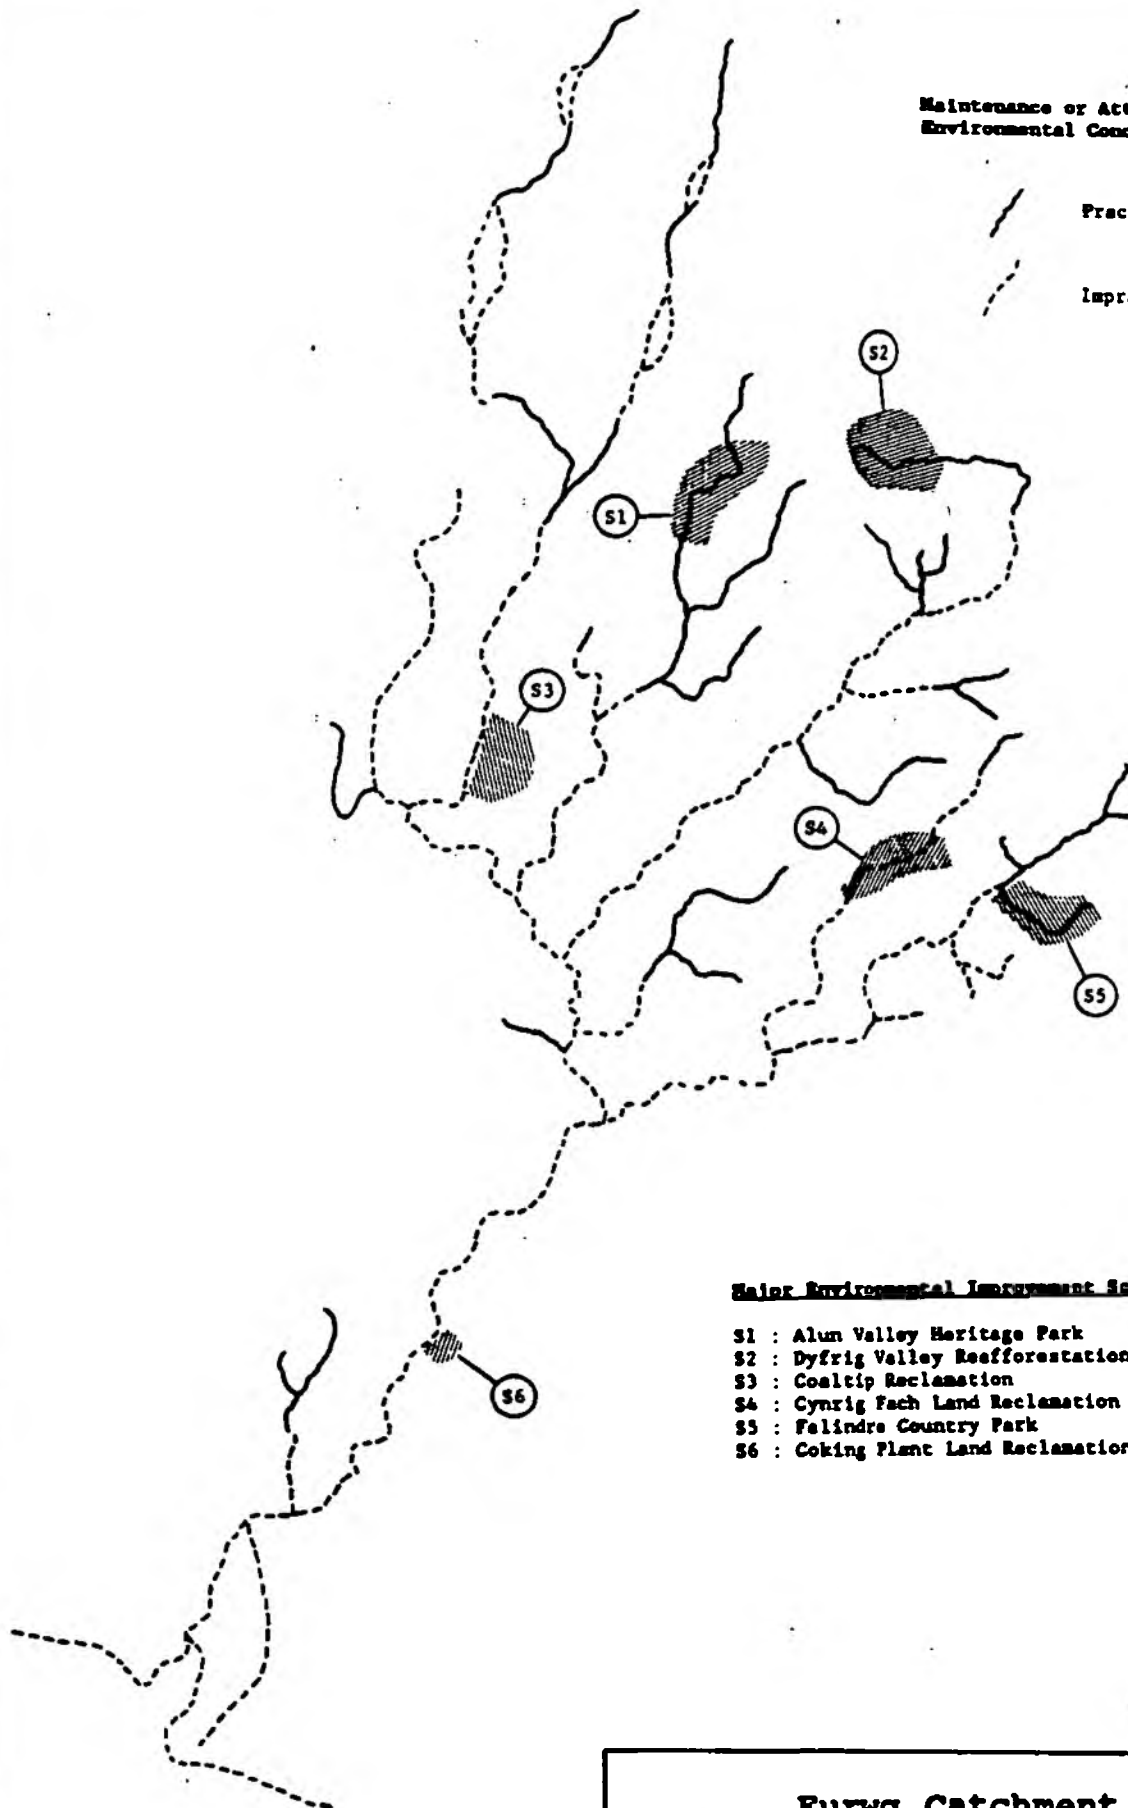 Maintenance or Att
Environmental Cond
Prac
Impra
S2
S1
S3
S4
S5
Major Environmental Improvement Sc
S1 : Alun Valley Heritage Park
S2 : Dyfrig Valley Reafforestation
S3 : Coaltip Reclamation
S4 : Cynrig Fach Land Reclamation
S5 : Felindre Country Park
S6 : Coking Plant Land Reclamation
S6
Eurwg Catchment